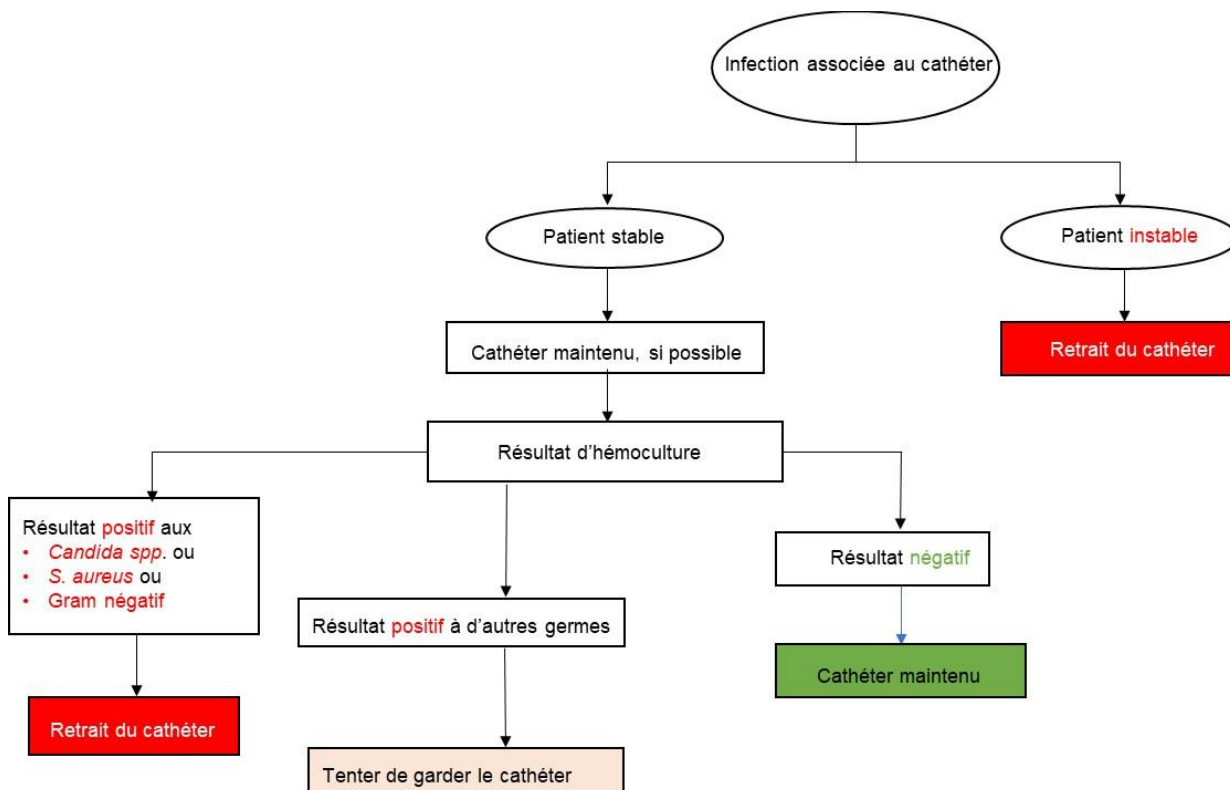 Infection associée au cathéter
Patient stable
Patient instable
Cathéter maintenu, si possible
Retrait du cathéter
Résultat d’hémoculture
Résultat positif aux
• Candida spp. ou
• S. aureus ou
• Gram négatif
Résultat positif à d’autres germes
Résultat négatif
Retrait du cathéter
Tenter de garder le cathéter
Cathéter maintenu